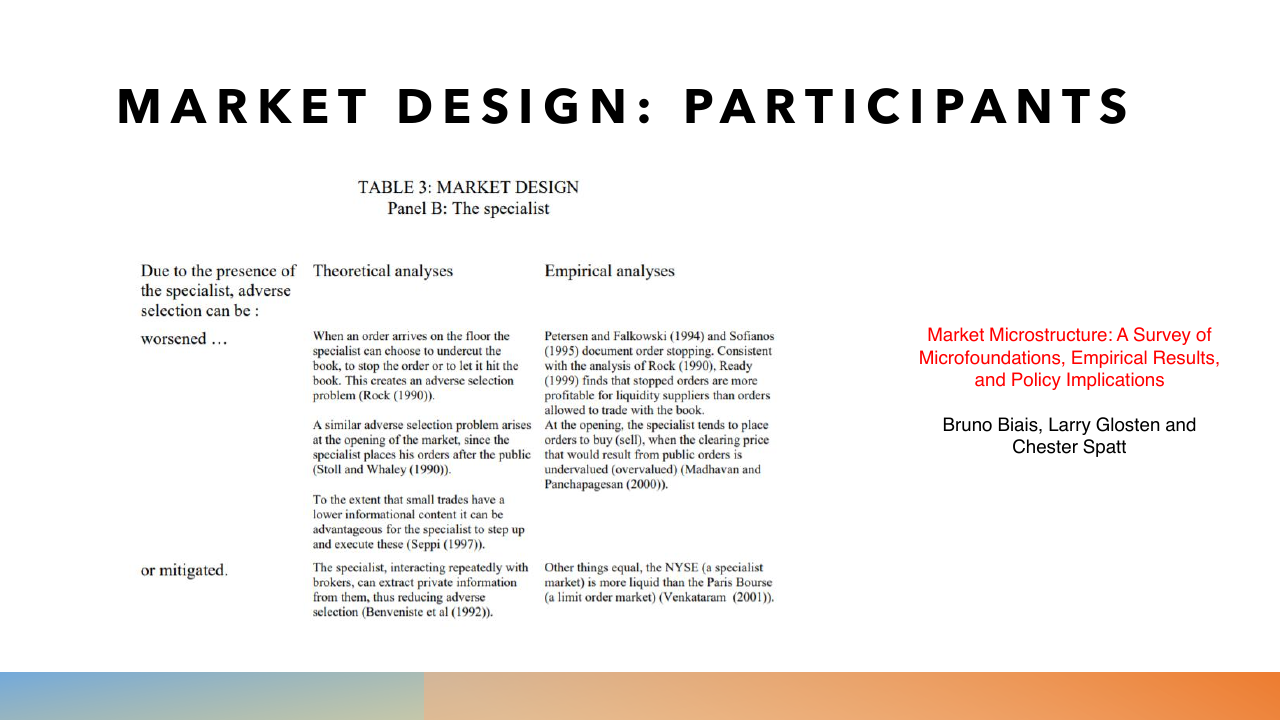 MARKET DESIGN: PARTICIPANTS
TABLE 3: MARKET DESIGN
Panel B: The specialist
Due to the presence of
the specialist, adverse
selection can be :
Theoretical analyses
Empirical analyses
worsened …
When an order arrives on the floor the
specialist can choose to undercut the
book, to stop the order or to let it hit the
book. This creates an adverse selection
problem (Rock (1990)).
Petersen and Falkowski (1994) and Sofianos
(1995) document order stopping. Consistent
with the analysis of Rock (1990), Ready
(1999) finds that stopped orders are more
profitable for liquidity suppliers than orders
allowed to trade with the book.
A similar adverse selection problem arises
at the opening of the market, since the
specialist places his orders after the public
(Stoll and Whaley (1990)).
At the opening, the specialist tends to place
orders to buy (sell), when the clearing price
that would result from public orders is
undervalued (overvalued) (Madhavan and
Panchapagesan (2000)).
To the extent that small trades have a
lower informational content it can be
advantageous for the specialist to step up
and execute these (Seppi (1997)).
or mitigated.
The specialist, interacting repeatedly with
brokers, can extract private information
from them, thus reducing adverse
selection (Benveniste et al (1992)).
Other things equal, the NYSE (a specialist
market) is more liquid than the Paris Bourse
(a limit order market) (Venkataram (2001)).
Market Microstructure: A Survey of
Microfoundations, Empirical Results,
and Policy Implications
Bruno Biais, Larry Glosten and
Chester Spatt